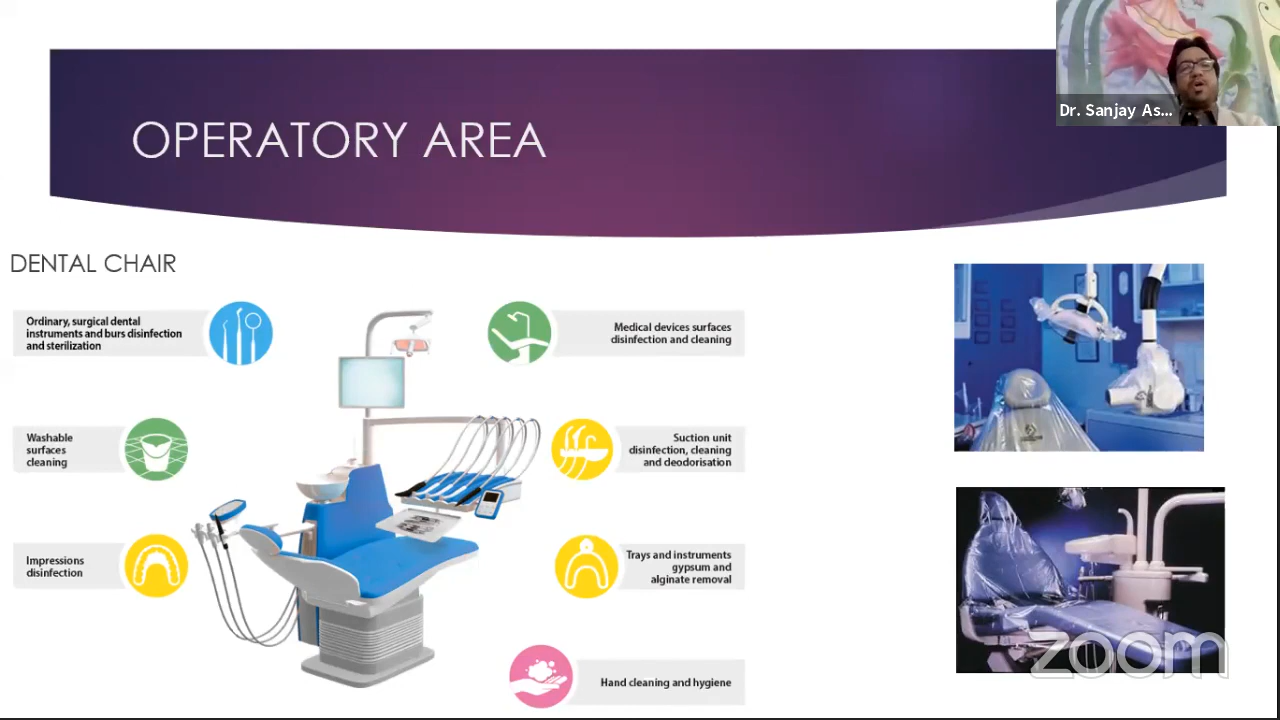 Dr. Sanjay As...
OPERATORY AREA
DENTAL CHAIR
Ordinary, surgical dental
instruments and burs disinfection
and sterilization
Medical devices surfaces
disinfection and cleaning
Washable
surfaces
cleaning
Suction unit
disinfection, cleaning
and deodorisation
Impressions
disinfection
Trays and instruments
gypsum and
alginate removal
Hand cleaning and hygiene
zoom